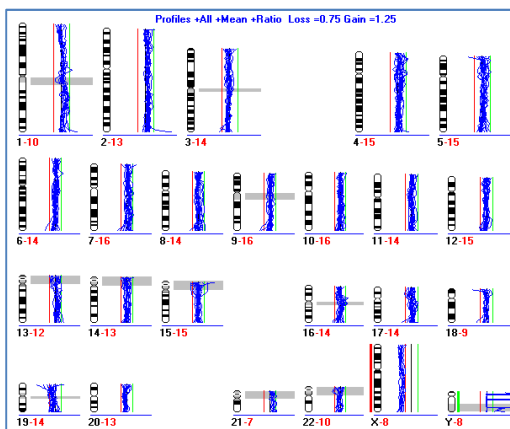 Profiles +All +Mean +Ratio Loss =0.75 Gain =1.25
1-10 2-13 3-14 4-15 5-15
6-14 7-16 8-14 9-16 10-16 11-14 12-15
13-12 14-13 15-15 16-14 17-14 18-9
19-14 20-13 21-7 22-10 X-8 Y-8